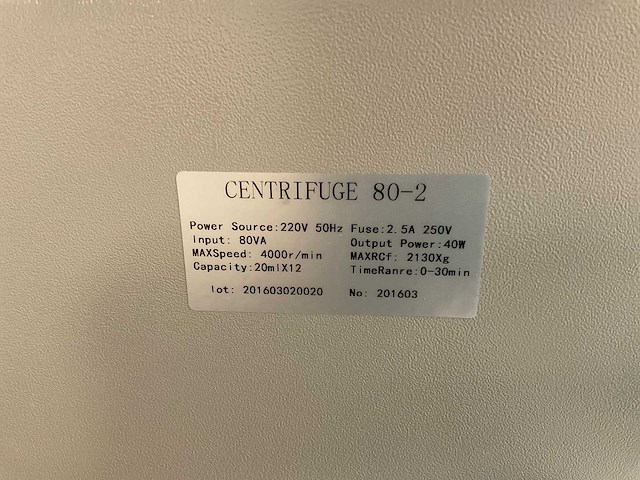 CENTRIFUGE 80-2
Power Source:220V 50Hz Fuse:2.5A 250V
Input: 80VA Output Power:40W
MAXSpeed: 4000r/min MAXRCf: 2130Xg
Capacity:20mlX12 TimeRanre:0-30min
lot: 201603020020 No: 201603